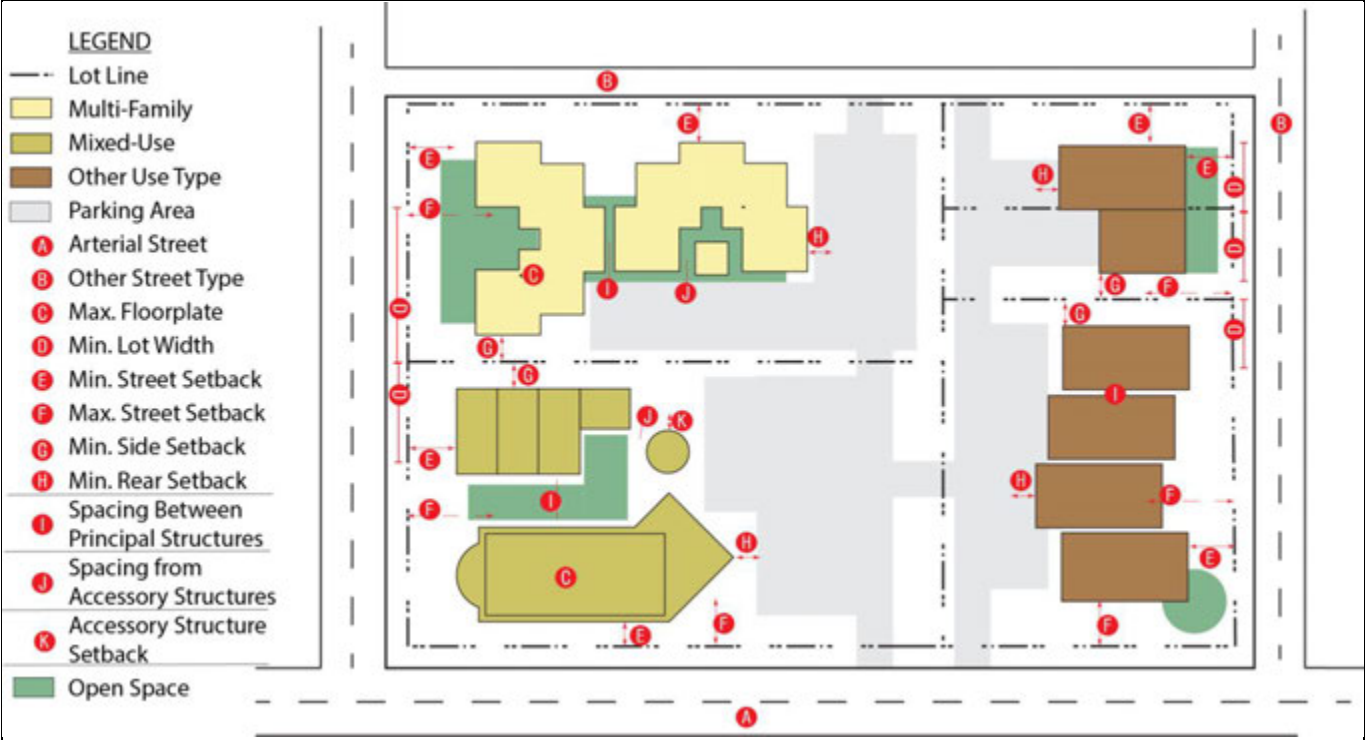 LEGEND
Lot Line
Multi-Family
Mixed-Use
Other Use Type
Parking Area
A Arterial Street
B Other Street Type
C Max. Floorplate
D Min. Lot Width
E Min. Street Setback
F Max. Street Setback
G Min. Side Setback
H Min. Rear Setback
I Spacing Between
Principal Structures
J Spacing from
Accessory Structures
K Accessory Structure
Setback
Open Space
B
E
E
B
E
H
E
D
F
H
D
C
I
J
G
F
D
G
G
D
G
I
D
J
K
E
H
F
F
I
H
E
C
E
F
F
A